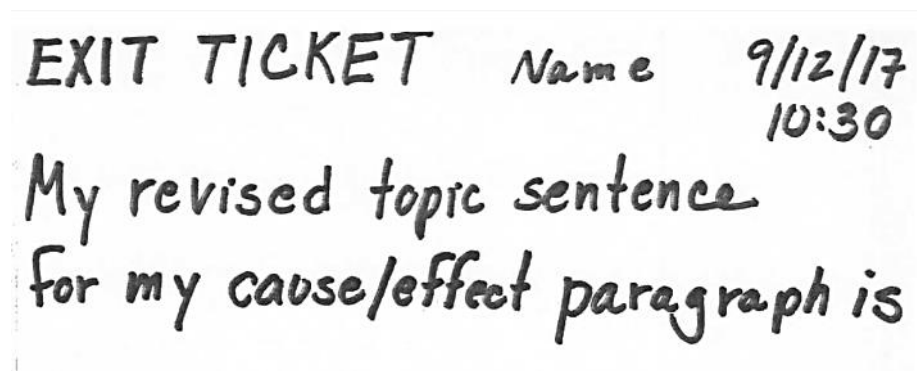 EXIT TICKET Name 9/12/17
10:30
My revised topic sentence
for my cause/effect paragraph is